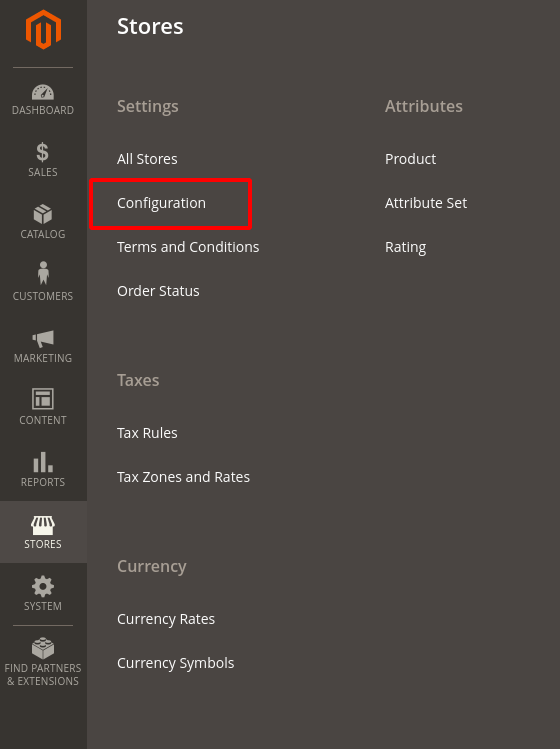 DASHBOARD
SALES
CATALOG
CUSTOMERS
MARKETING
CONTENT
REPORTS
STORES
SYSTEM
FIND PARTNERS
& EXTENSIONS
Stores
Settings
All Stores
Configuration
Terms and Conditions
Order Status
Taxes
Tax Rules
Tax Zones and Rates
Currency
Currency Rates
Currency Symbols
Attributes
Product
Attribute Set
Rating